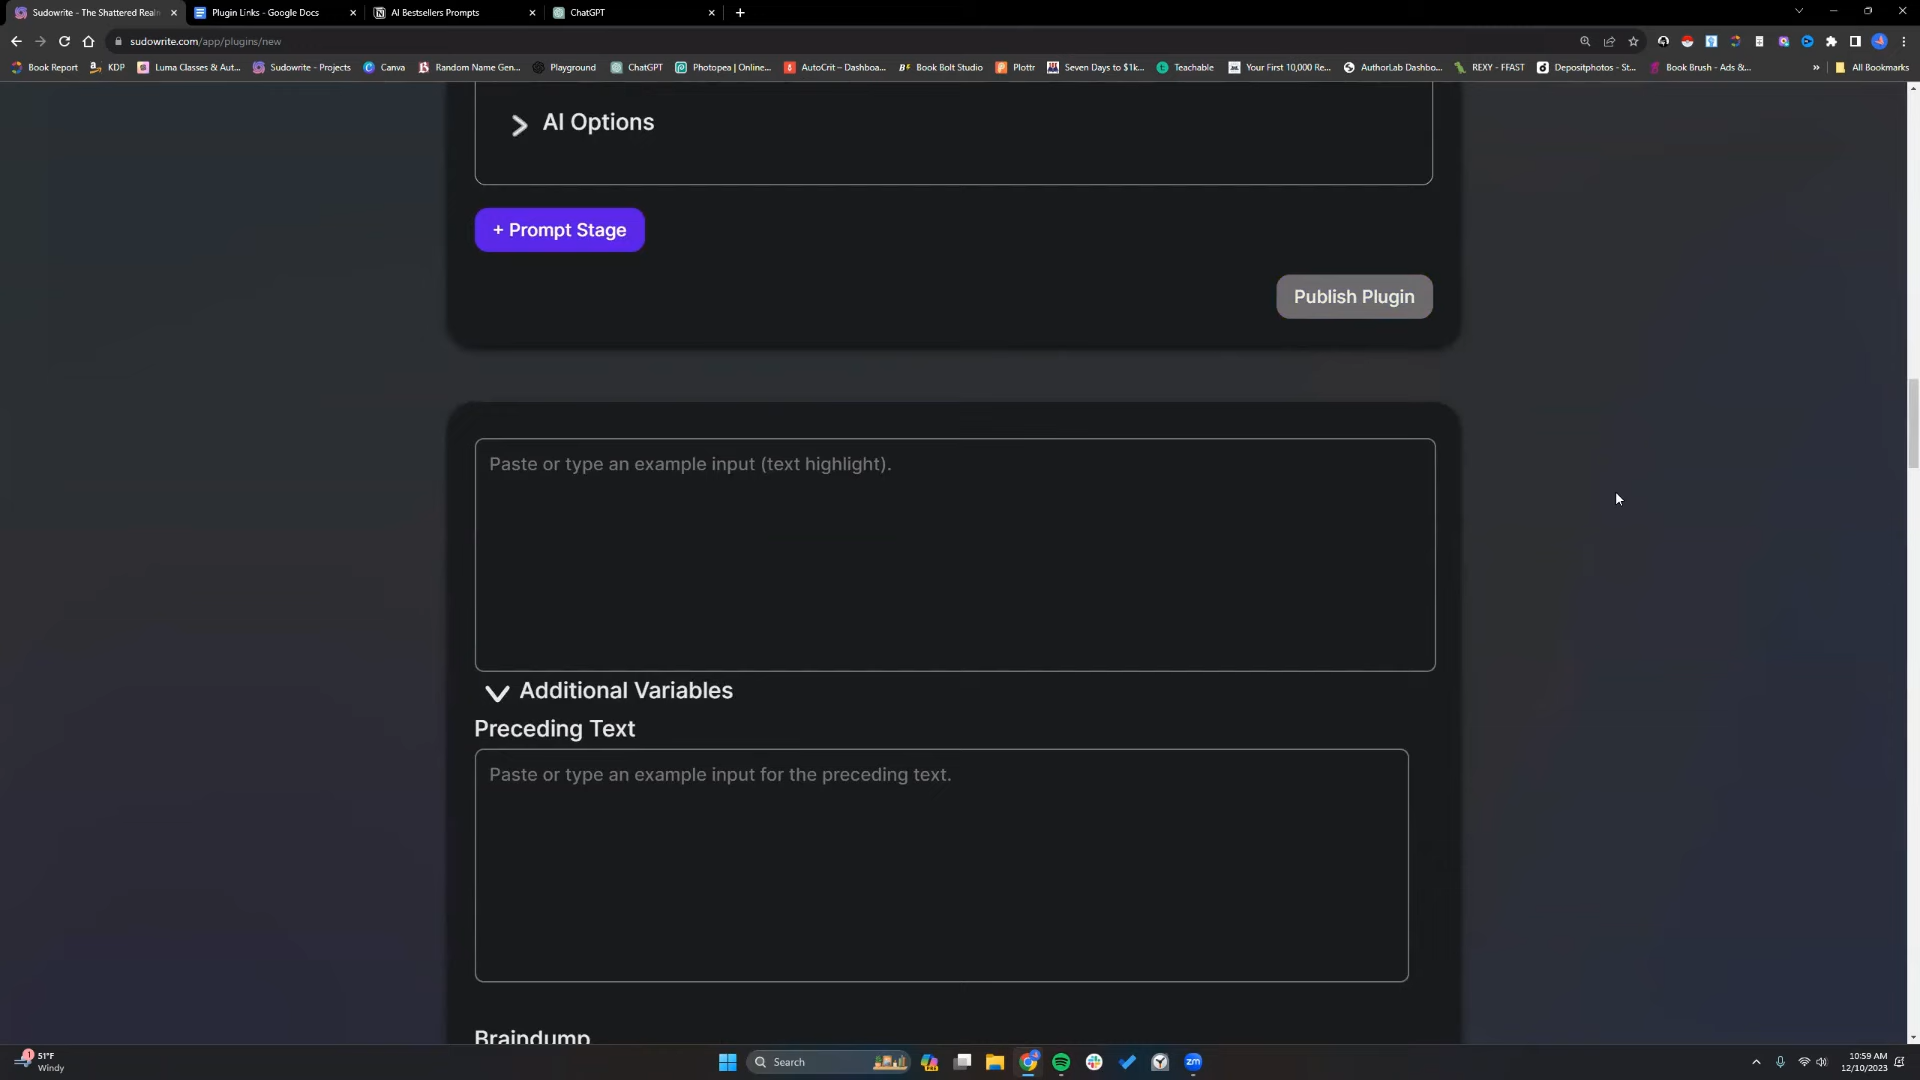 Sudowrite - The Shattered Real
Plugin Links - Google Docs
AI Bestsellers Prompts
ChatGPT
sudowrite.com/app/plugins/new
Book Report
KDP
Luma Classes & Aut...
Sudowrite - Projects
Canva
Random Name Gen...
Playground
ChatGPT
Photopea | Online...
AutoCrit – Dashboa...
Book Bolt Studio
Plottr
Seven Days to $1k...
Teachable
Your First 10,000 Re...
AuthorLab Dashbo...
REXY - FFAST
Depositphotos - St...
Book Brush - Ads &...
»
All Bookmarks
AI Options
+ Prompt Stage
Publish Plugin
Paste or type an example input (text highlight).
Additional Variables
Preceding Text
Paste or type an example input for the preceding text.
Braindump
1
51°F
Windy
Search
zm
10:59 AM
12/10/2023